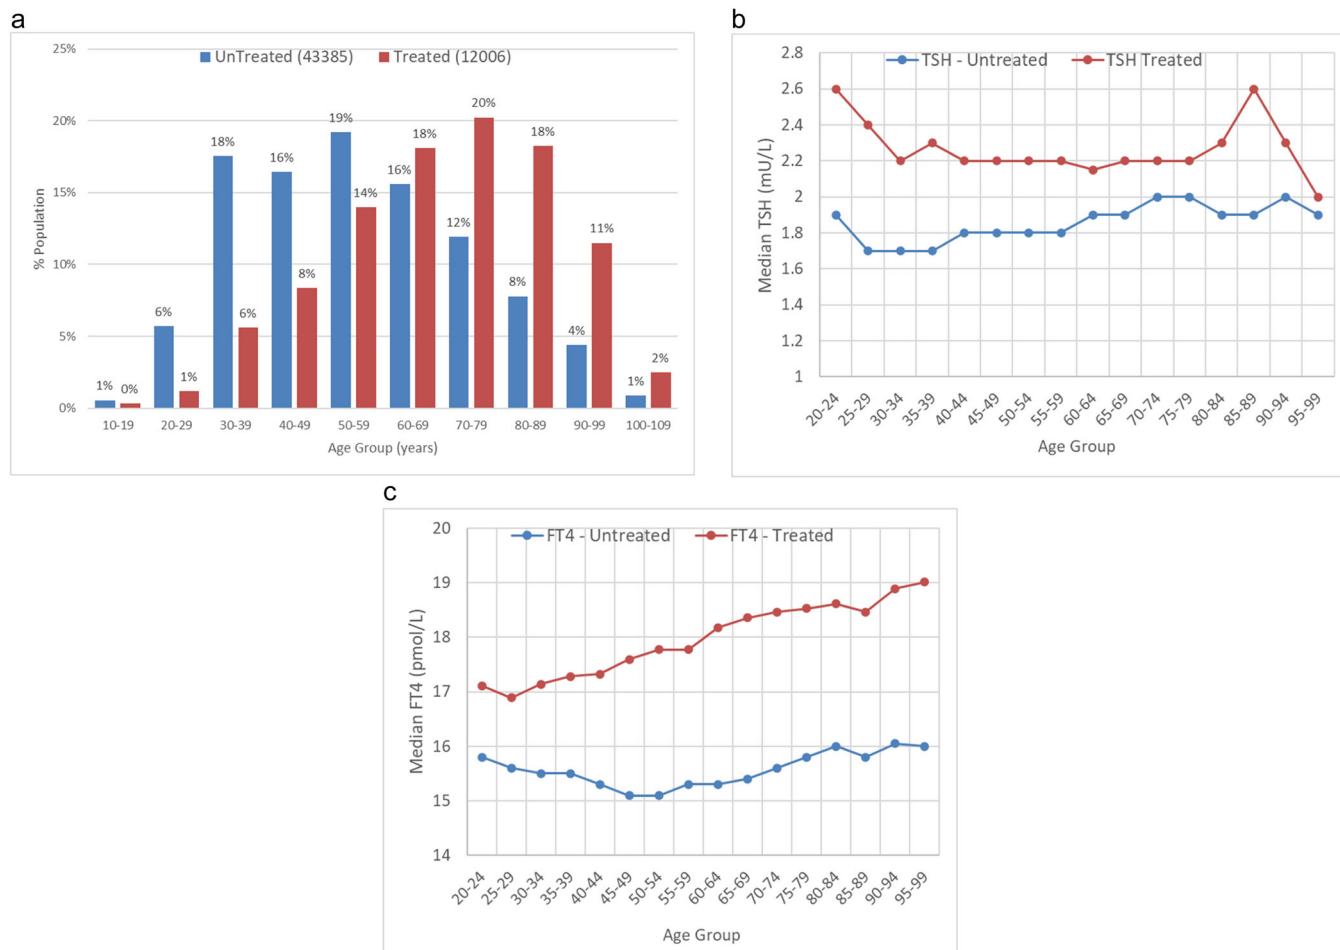 a
UnTreated (43385) Treated (12006)
25%
20%
15%
10%
5%
0%
% Population
1% 0%
6% 1%
18% 6%
16% 8%
19% 14%
16% 18%
12% 20%
8% 18%
4% 11%
1% 2%
10-19 20-29 30-39 40-49 50-59 60-69 70-79 80-89 90-99 100-109
Age Group (years)
b
TSH - Untreated TSH Treated
2.8
2.6
2.4
2.2
2
1.8
1.6
1.4
1.2
1
Median TSH (mU/L)
20-24 25-29 30-34 35-39 40-44 45-49 50-54 55-59 60-64 65-69 70-74 75-79 80-84 85-89 90-94 95-99
Age Group
c
FT4 - Untreated FT4 - Treated
20
19
18
17
16
15
14
Median FT4 (pmol/L)
20-24 25-29 30-34 35-39 40-44 45-49 50-54 55-59 60-64 65-69 70-74 75-79 80-84 85-89 90-94 95-99
Age Group